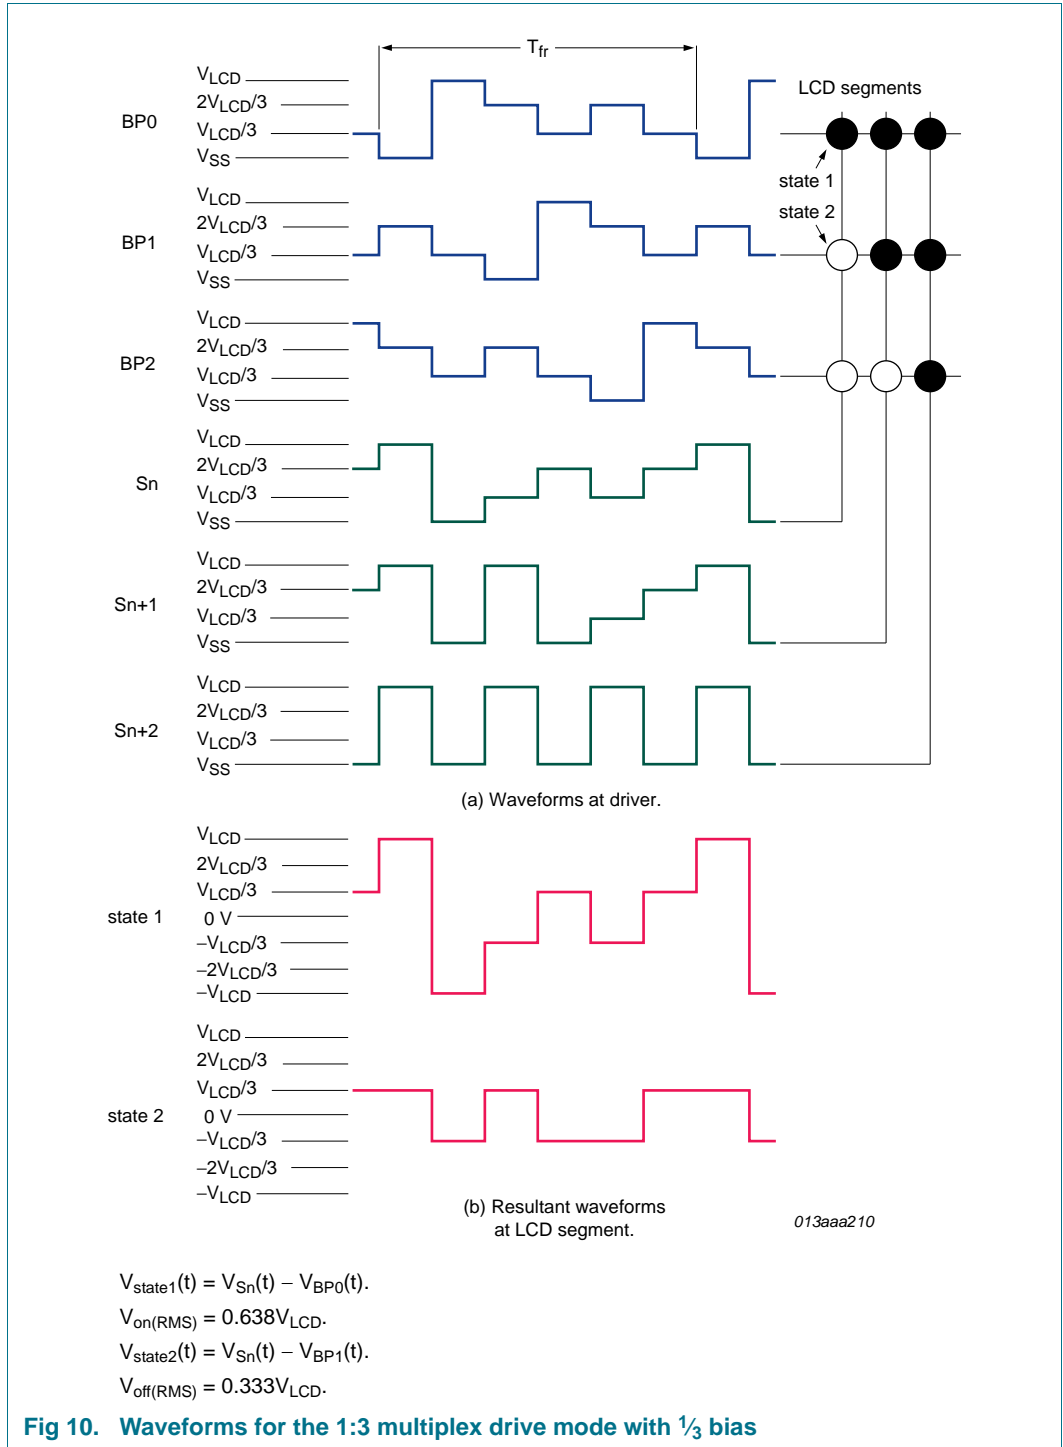 Tfr
BP0
VLCD
2VLCD/3
VLCD/3
VSS
LCD segments
state 1
state 2
BP1
VLCD
2VLCD/3
VLCD/3
VSS
BP2
VLCD
2VLCD/3
VLCD/3
VSS
Sn
VLCD
2VLCD/3
VLCD/3
VSS
Sn+1
VLCD
2VLCD/3
VLCD/3
VSS
Sn+2
VLCD
2VLCD/3
VLCD/3
VSS
(a) Waveforms at driver.
state 1
VLCD
2VLCD/3
VLCD/3
0 V
−VLCD/3
−2VLCD/3
−VLCD
state 2
VLCD
2VLCD/3
VLCD/3
0 V
−VLCD/3
−2VLCD/3
−VLCD
(b) Resultant waveforms
at LCD segment.
013aaa210
Vstate1(t) = VSn(t) − VBP0(t).
Von(RMS) = 0.638VLCD.
Vstate2(t) = VSn(t) − VBP1(t).
Voff(RMS) = 0.333VLCD.
Fig 10. Waveforms for the 1:3 multiplex drive mode with 1⁄3 bias